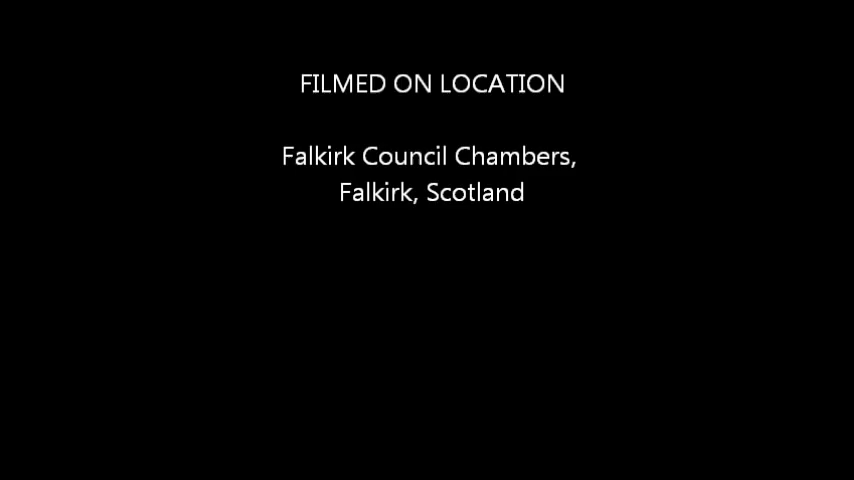 FILMED ON LOCATION
Falkirk Council Chambers,
Falkirk, Scotland